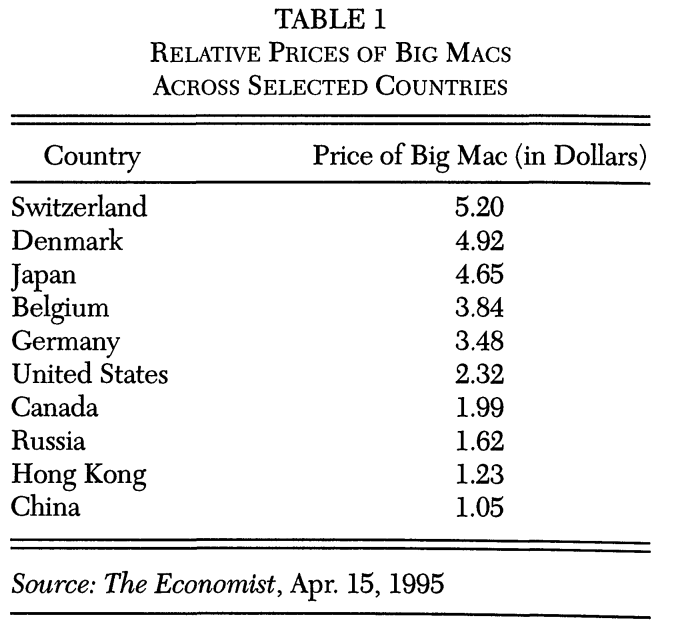 TABLE 1
RELATIVE PRICES OF BIG MACS
ACROSS SELECTED COUNTRIES
Country Price of Big Mac (in Dollars)
Switzerland 5.20
Denmark 4.92
Japan 4.65
Belgium 3.84
Germany 3.48
United States 2.32
Canada 1.99
Russia 1.62
Hong Kong 1.23
China 1.05
Source: The Economist, Apr. 15, 1995